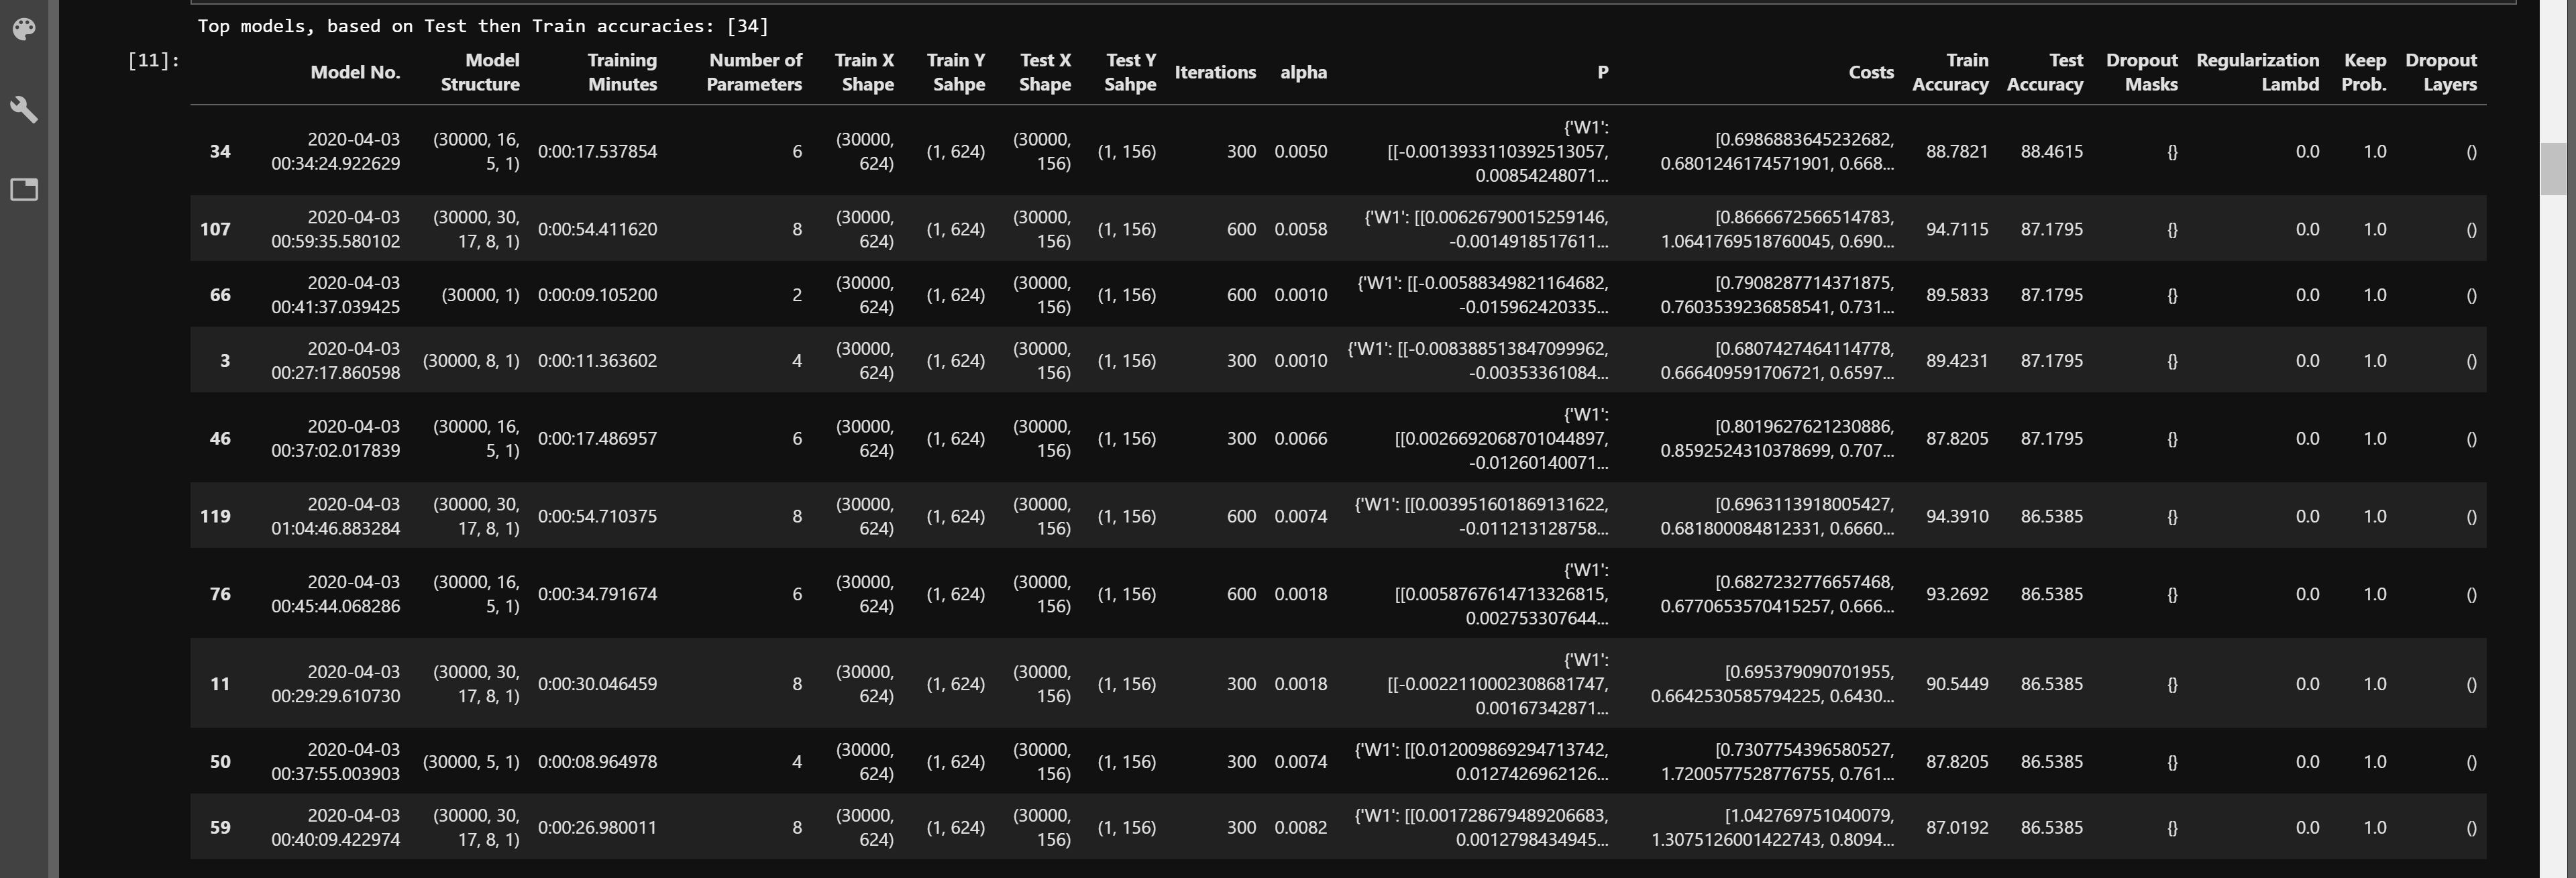 Top models, based on Test then Train accuracies: [34]
[11]:
Model No. Model Structure Training Minutes Number of Parameters Train X Shape Train Y Sahpe Test X Shape Test Y Sahpe Iterations alpha P Costs Train Accuracy Test Accuracy Dropout Masks Regularization Lambd Keep Prob. Dropout Layers
34 2020-04-03 00:34:24.922629 (30000, 16, 5, 1) 0:00:17.537854 6 (30000, 624) (1, 624) (30000, 156) (1, 156) 300 0.0050 {'W1': [[-0.0013933110392513057, 0.00854248071... [0.6986883645232682, 0.6801246174571901, 0.668... 88.7821 88.4615 {} 0.0 1.0 ()
107 2020-04-03 00:59:35.580102 (30000, 30, 17, 8, 1) 0:00:54.411620 8 (30000, 624) (1, 624) (30000, 156) (1, 156) 600 0.0058 {'W1': [[0.00626790015259146, -0.0014918517611... [0.8666672566514783, 1.0641769518760045, 0.690... 94.7115 87.1795 {} 0.0 1.0 ()
66 2020-04-03 00:41:37.039425 (30000, 1) 0:00:09.105200 2 (30000, 624) (1, 624) (30000, 156) (1, 156) 600 0.0010 {'W1': [[-0.00588349821164682, -0.015962420335... [0.7908287714371875, 0.7603539236858541, 0.731... 89.5833 87.1795 {} 0.0 1.0 ()
3 2020-04-03 00:27:17.860598 (30000, 8, 1) 0:00:11.363602 4 (30000, 624) (1, 624) (30000, 156) (1, 156) 300 0.0010 {'W1': [[-0.008388513847099962, -0.00353361084... [0.6807427464114778, 0.666409591706721, 0.6597... 89.4231 87.1795 {} 0.0 1.0 ()
46 2020-04-03 00:37:02.017839 (30000, 16, 5, 1) 0:00:17.486957 6 (30000, 624) (1, 624) (30000, 156) (1, 156) 300 0.0066 {'W1': [[0.0026692068701044897, -0.01260140071... [0.8019627621230886, 0.8592524310378699, 0.707... 87.8205 87.1795 {} 0.0 1.0 ()
119 2020-04-03 01:04:46.883284 (30000, 30, 17, 8, 1) 0:00:54.710375 8 (30000, 624) (1, 624) (30000, 156) (1, 156) 600 0.0074 {'W1': [[0.003951601869131622, -0.011213128758... [0.6963113918005427, 0.681800084812331, 0.6660... 94.3910 86.5385 {} 0.0 1.0 ()
76 2020-04-03 00:45:44.068286 (30000, 16, 5, 1) 0:00:34.791674 6 (30000, 624) (1, 624) (30000, 156) (1, 156) 600 0.0018 {'W1': [[0.0058767614713326815, 0.002753307644... [0.6827232776657468, 0.6770653570415257, 0.666... 93.2692 86.5385 {} 0.0 1.0 ()
11 2020-04-03 00:29:29.610730 (30000, 30, 17, 8, 1) 0:00:30.046459 8 (30000, 624) (1, 624) (30000, 156) (1, 156) 300 0.0018 {'W1': [[-0.0022110002308681747, 0.00167342871... [0.695379090701955, 0.6642530585794225, 0.6430... 90.5449 86.5385 {} 0.0 1.0 ()
50 2020-04-03 00:37:55.003903 (30000, 5, 1) 0:00:08.964978 4 (30000, 624) (1, 624) (30000, 156) (1, 156) 300 0.0074 {'W1': [[0.012009869294713742, 0.0127426962126... [0.7307754396580527, 1.7200577528776755, 0.761... 87.8205 86.5385 {} 0.0 1.0 ()
59 2020-04-03 00:40:09.422974 (30000, 30, 17, 8, 1) 0:00:26.980011 8 (30000, 624) (1, 624) (30000, 156) (1, 156) 300 0.0082 {'W1': [[0.001728679489206683, 0.0012798434945... [1.042769751040079, 1.3075126001422743, 0.8094... 87.0192 86.5385 {} 0.0 1.0 ()